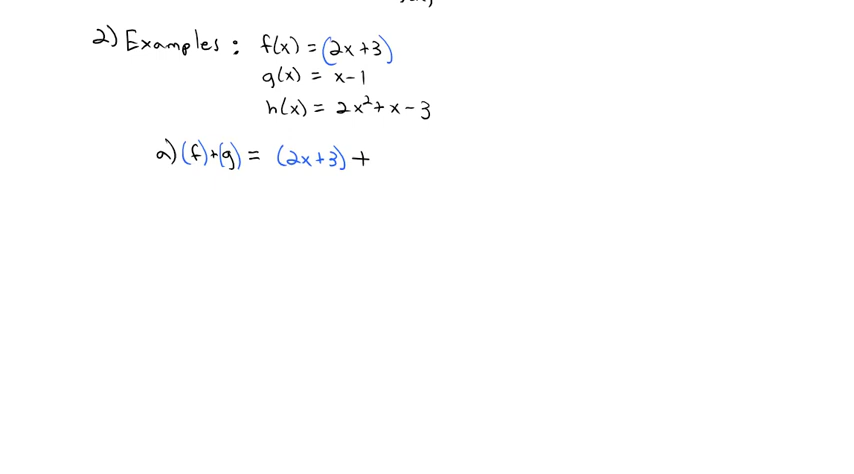 2) Examples : f(x) = (2x + 3)
g(x) = x - 1
h(x) = 2x² + x - 3
a) (f) + (g) = (2x + 3) +